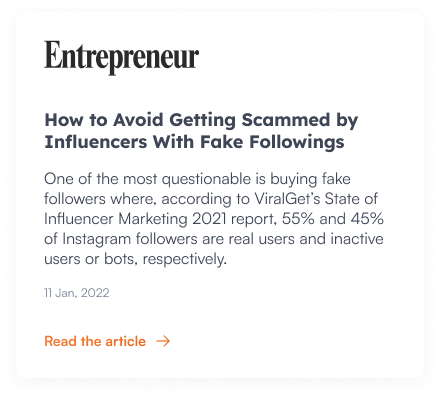 Entrepreneur
How to Avoid Getting Scammed by
Influencers With Fake Followings
One of the most questionable is buying fake
followers where, according to ViralGet's State of
Influencer Marketing 2021 report, 55% and 45%
of Instagram followers are real users and inactive
users or bots, respectively.
11 Jan, 2022
Read the article →